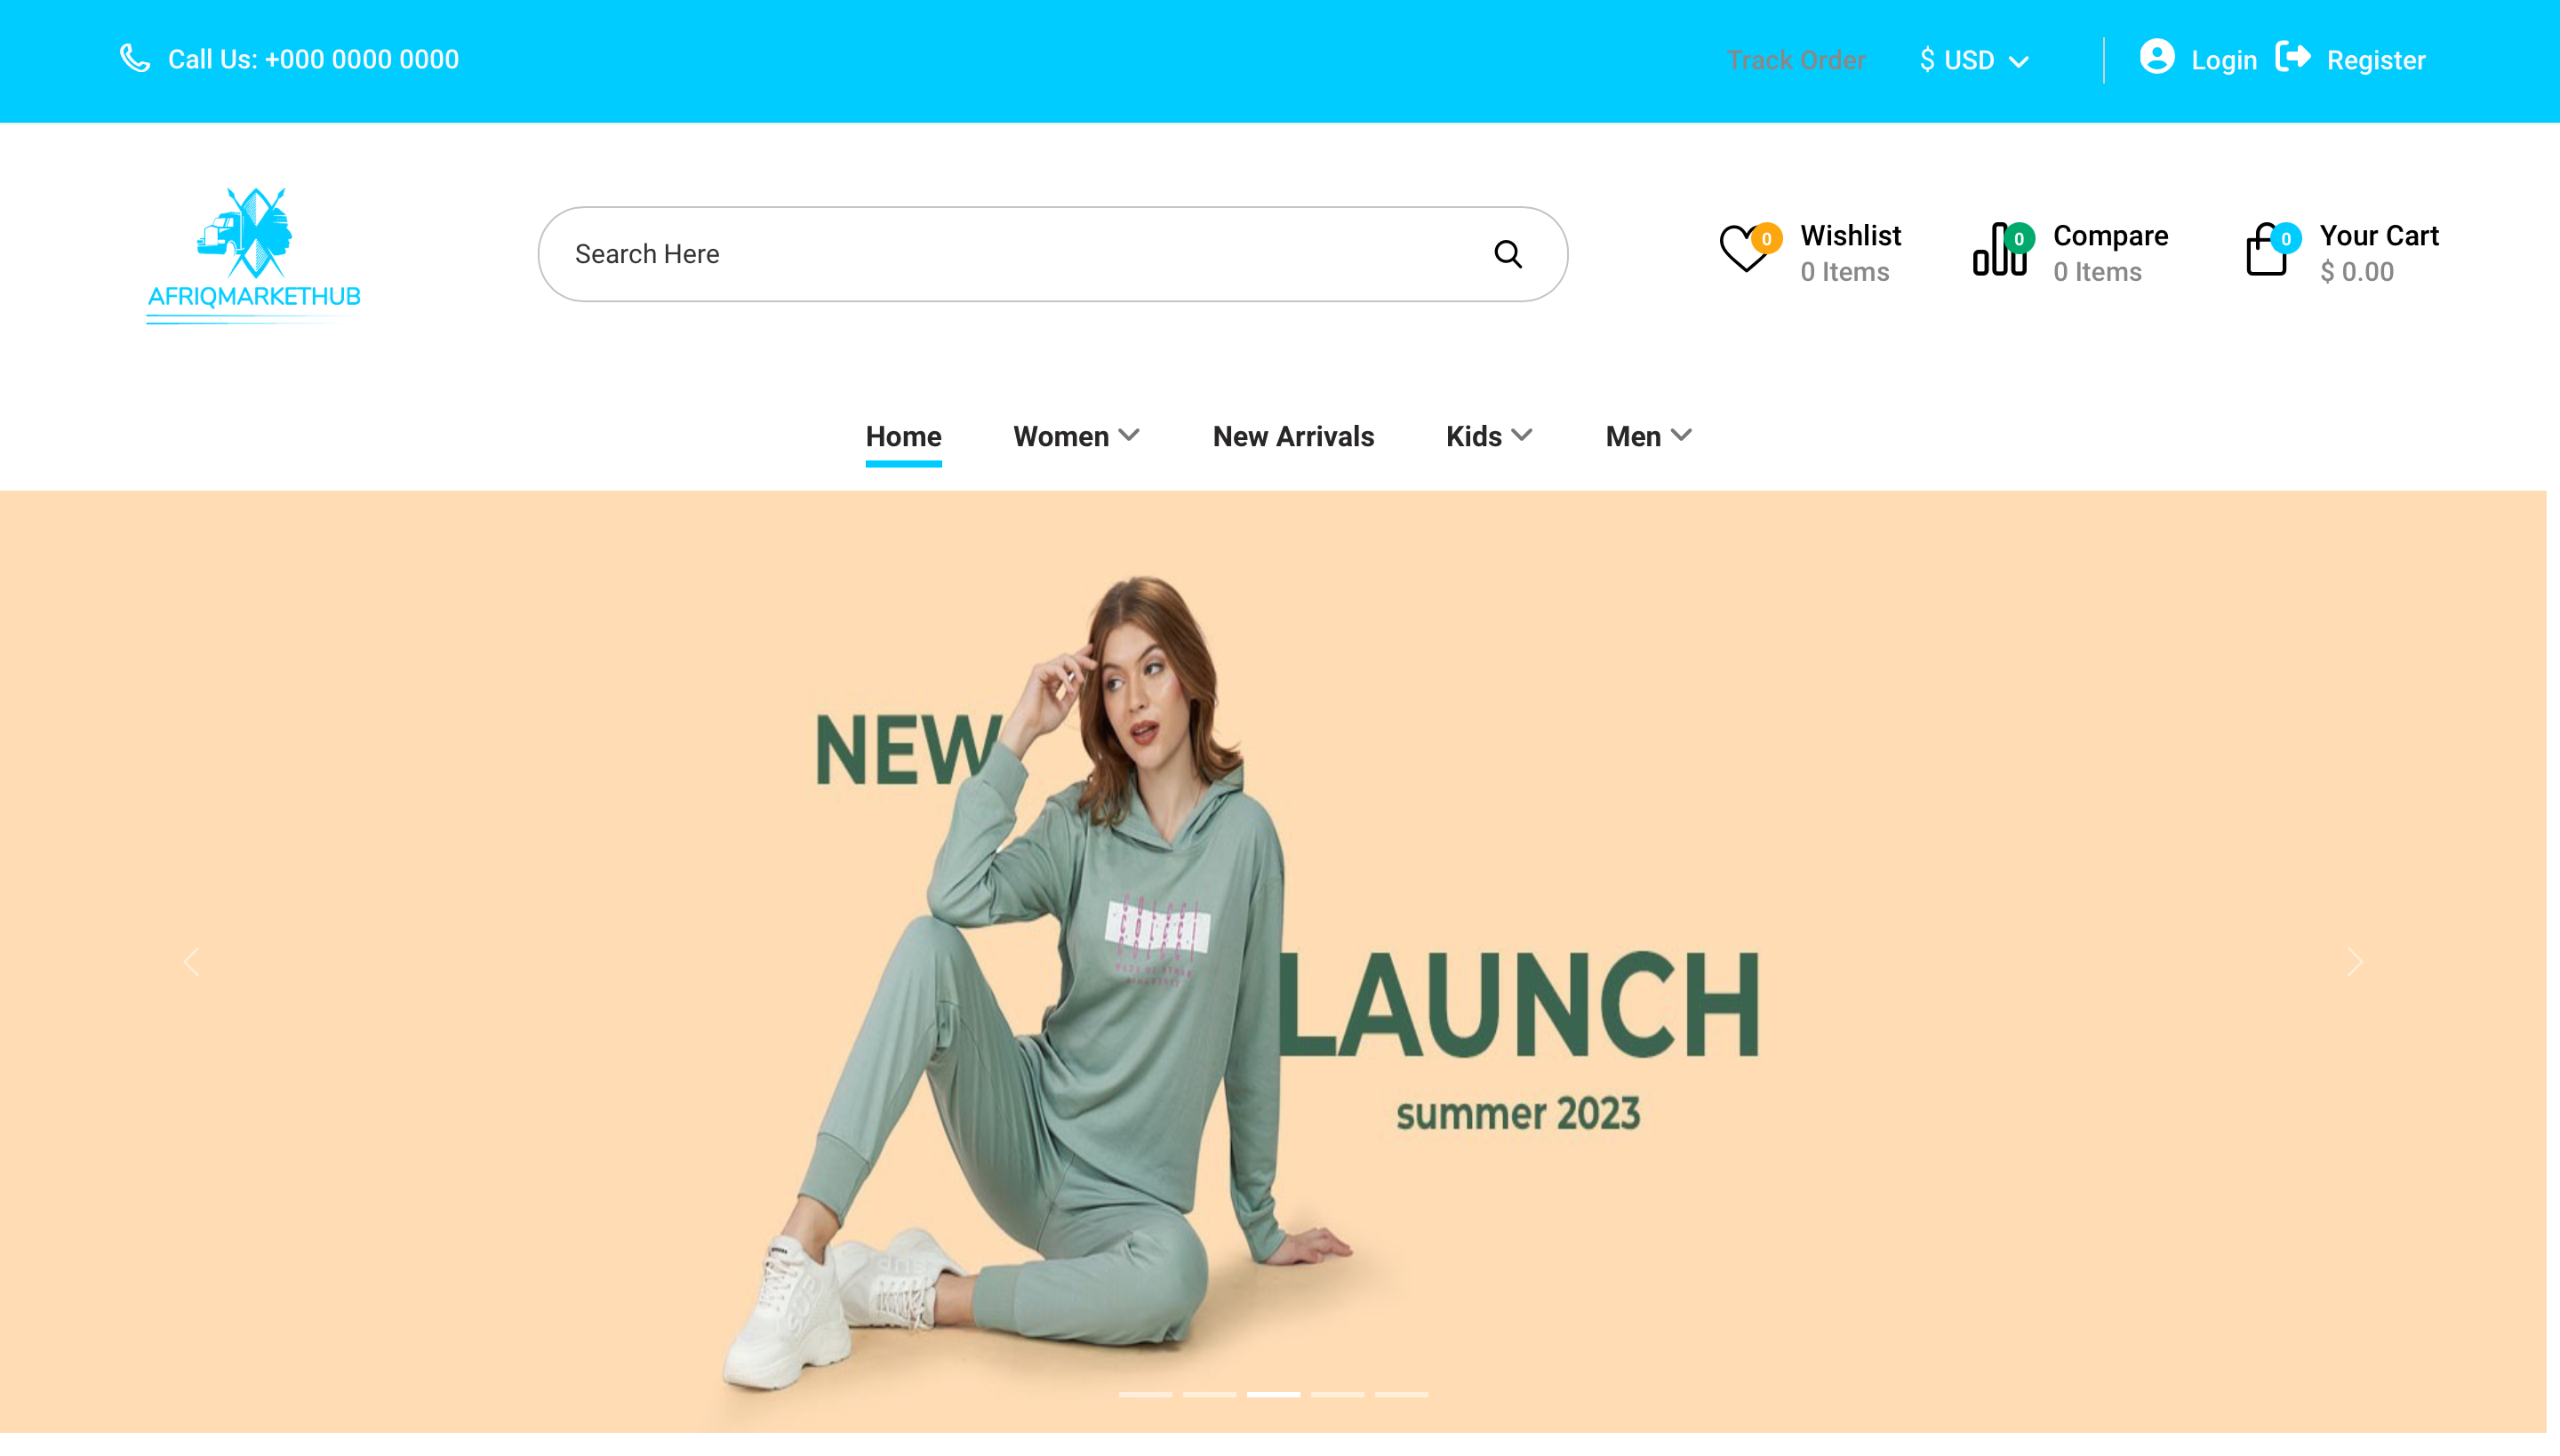 Call Us: +000 0000 0000
Track Order
$ USD
Login
Register
AFRIQMARKETHUB
Search Here
0
Wishlist
0 Items
0
Compare
0 Items
0
Your Cart
$ 0.00
Home
Women
New Arrivals
Kids
Men
NEW
LAUNCH
summer 2023